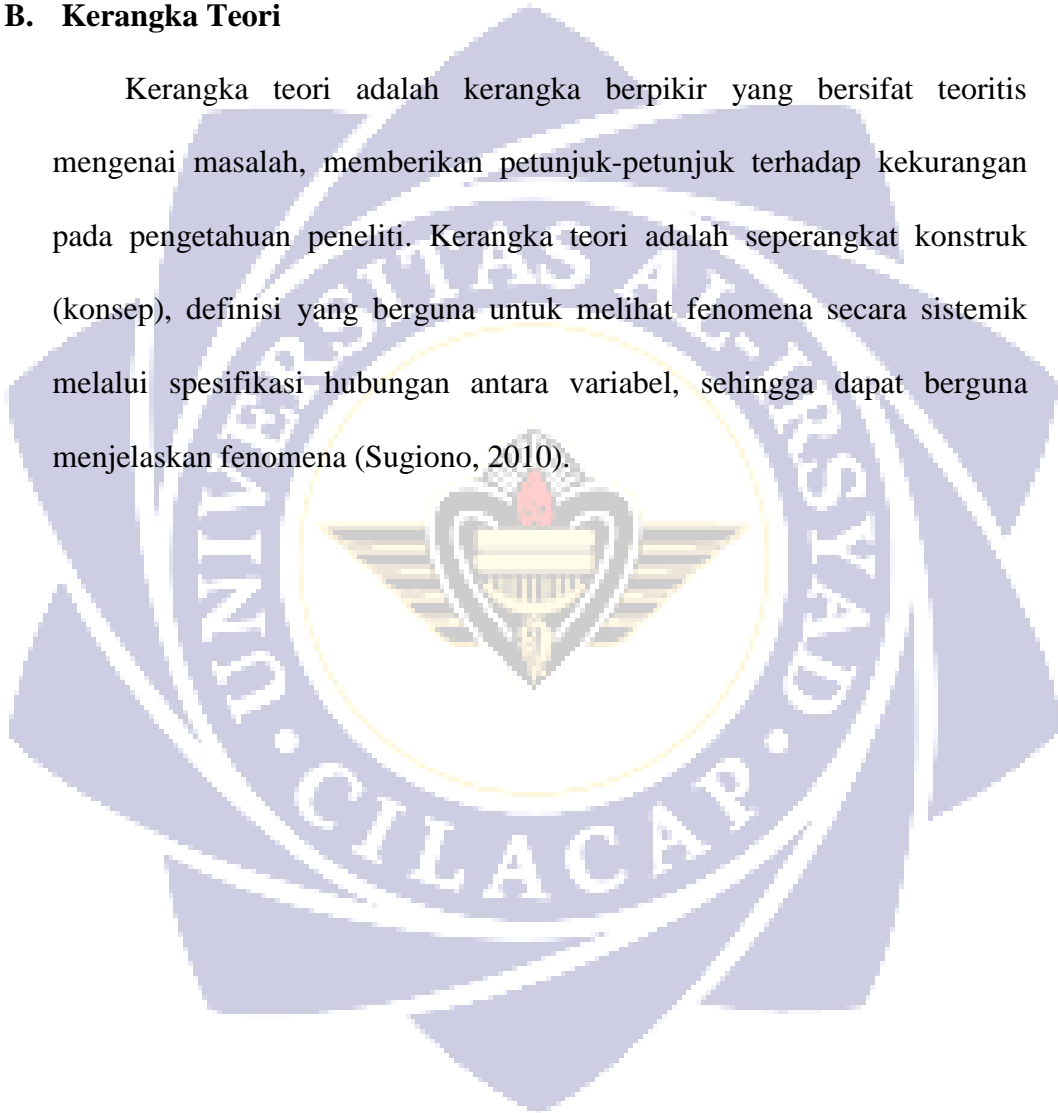 B. Kerangka Teori
Kerangka teori adalah kerangka berpikir yang bersifat teoritis
mengenai masalah, memberikan petunjuk-petunjuk terhadap kekurangan
pada pengetahuan peneliti. Kerangka teori adalah seperangkat konstruk
(konsep), definisi yang berguna untuk melihat fenomena secara sistemik
melalui spesifikasi hubungan antara variabel, sehingga dapat berguna
menjelaskan fenomena (Sugiono, 2010).
UNIVERSITAS AL-IRSYAD
CILACAP